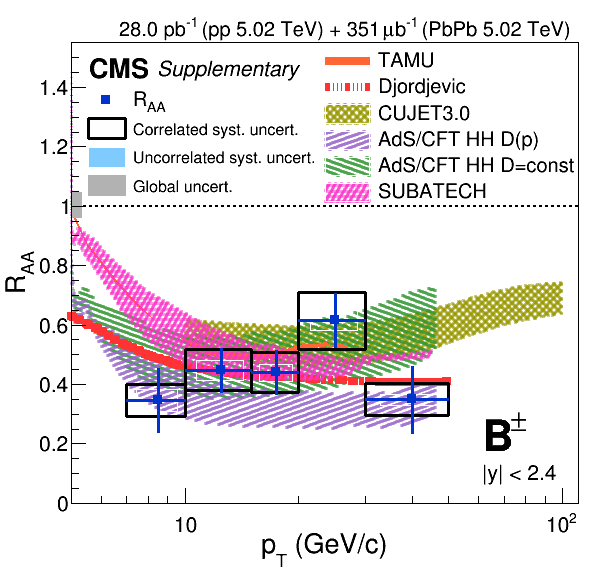 28.0 pb⁻¹ (pp 5.02 TeV) + 351 μb⁻¹ (PbPb 5.02 TeV)
CMS Supplementary
R_AA
Correlated syst. uncert.
Uncorrelated syst. uncert.
Global uncert.
TAMU
Djordjevic
CUJET3.0
AdS/CFT HH D(p)
AdS/CFT HH D=const
SUBATECH
R_AA
1.4
1.2
1
0.8
0.6
0.4
0.2
0
B±
|y| < 2.4
10
10²
p_T (GeV/c)